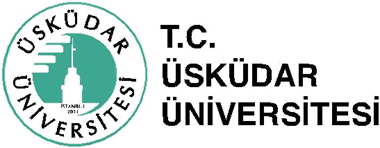 ÜSKÜDAR
ÜNİVERSİTESİ
İSTANBUL
2011
T.C.
ÜSKÜDAR
ÜNİVERSİTESİ